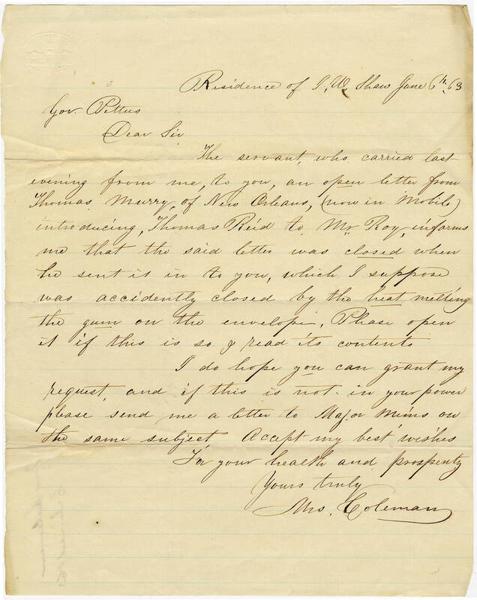 Residence of J. W. Shaw June 6th, 63
Gov. Pettus
Dear Sir
The servant, who carried last
evening from me, to you, an open letter from
Thomas Murry, of New Orleans, (now in Mobile)
introducing, Thomas Reid to Mr Roy, informs
me that the said letter was closed when
he sent it in to you, which I suppose
was accidently closed by the heat melting
the gum on the envelope. Please open
it if this is so & read its contents
I do hope you can grant my
request, and if this is not in your power
please send me a letter to Major Mims on
the same subject. Accept my best wishes
For your health and prosperity
Yours truly
Mrs. Coleman